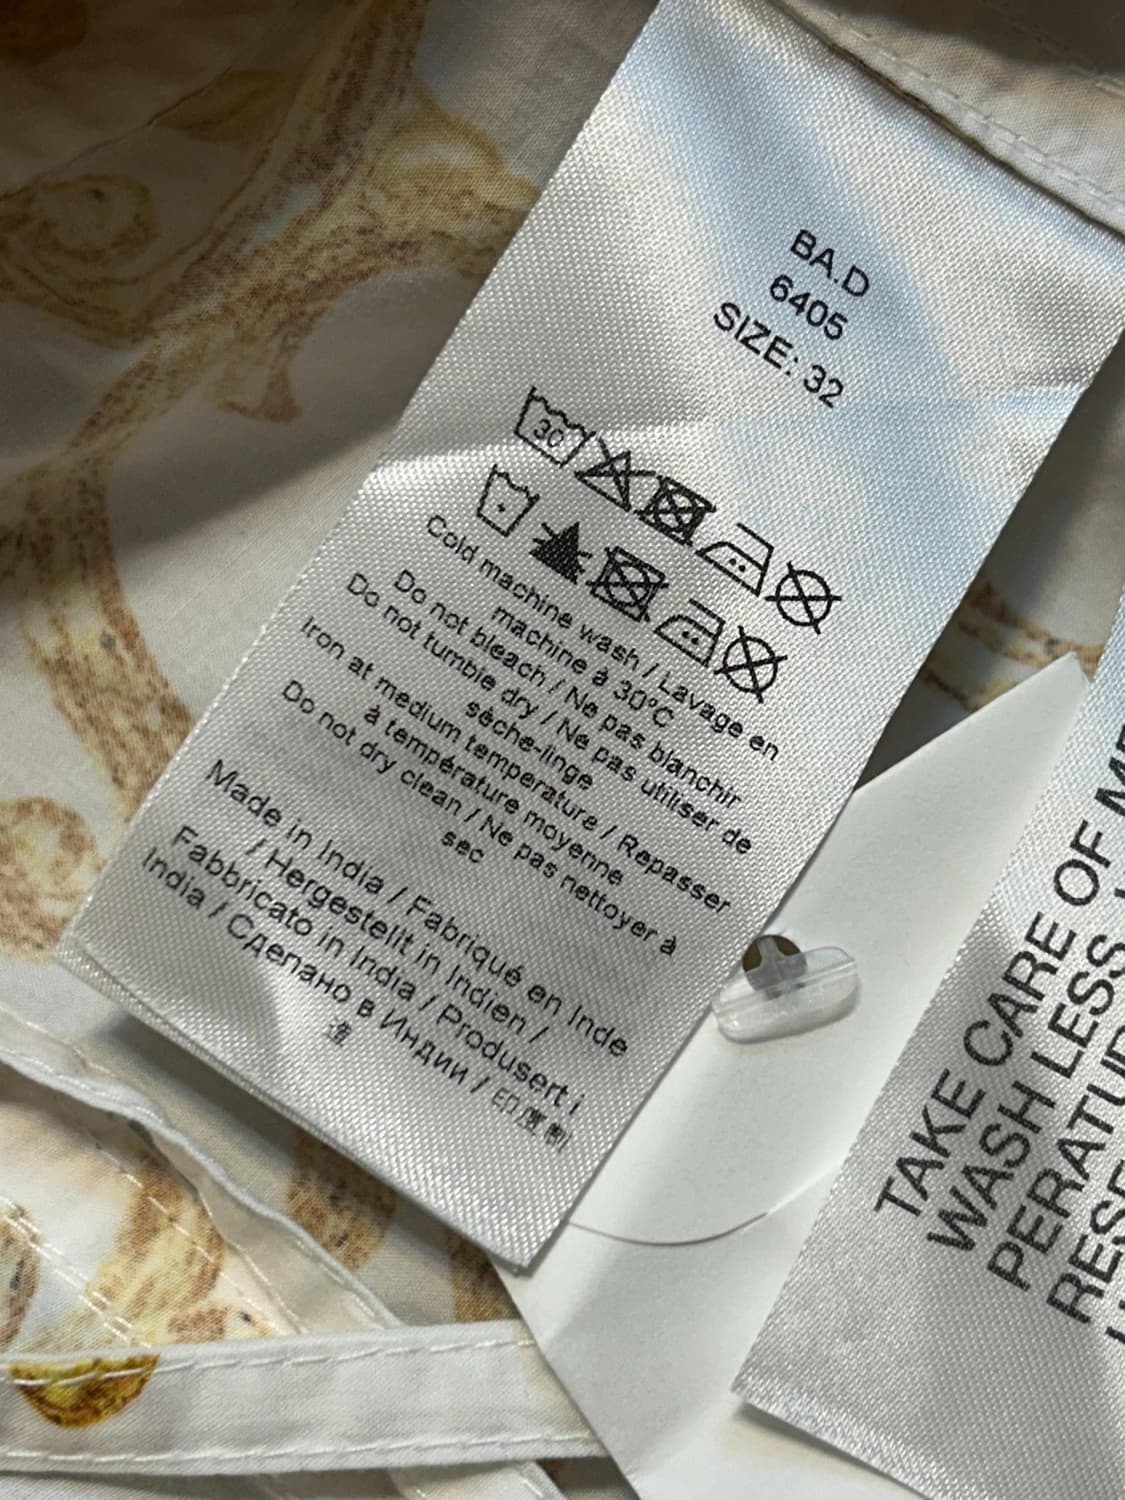 BA.D
6405
SIZE: 32
30
Cold machine wash / Lavage en
machine à 30°C
Do not bleach / Ne pas blanchir
Do not tumble dry / Ne pas utiliser de
sèche-linge
Iron at medium temperature / Repasser
à température moyenne
Do not dry clean / Ne pas nettoyer à
sec
Made in India / Fabriqué en Inde
/ Hergestellt in Indien /
Fabbricato in India / Produsert i
India / Сделано в Индии / 印度制
造
TAKE CARE OF ME
WASH LESS
PERATU
RES